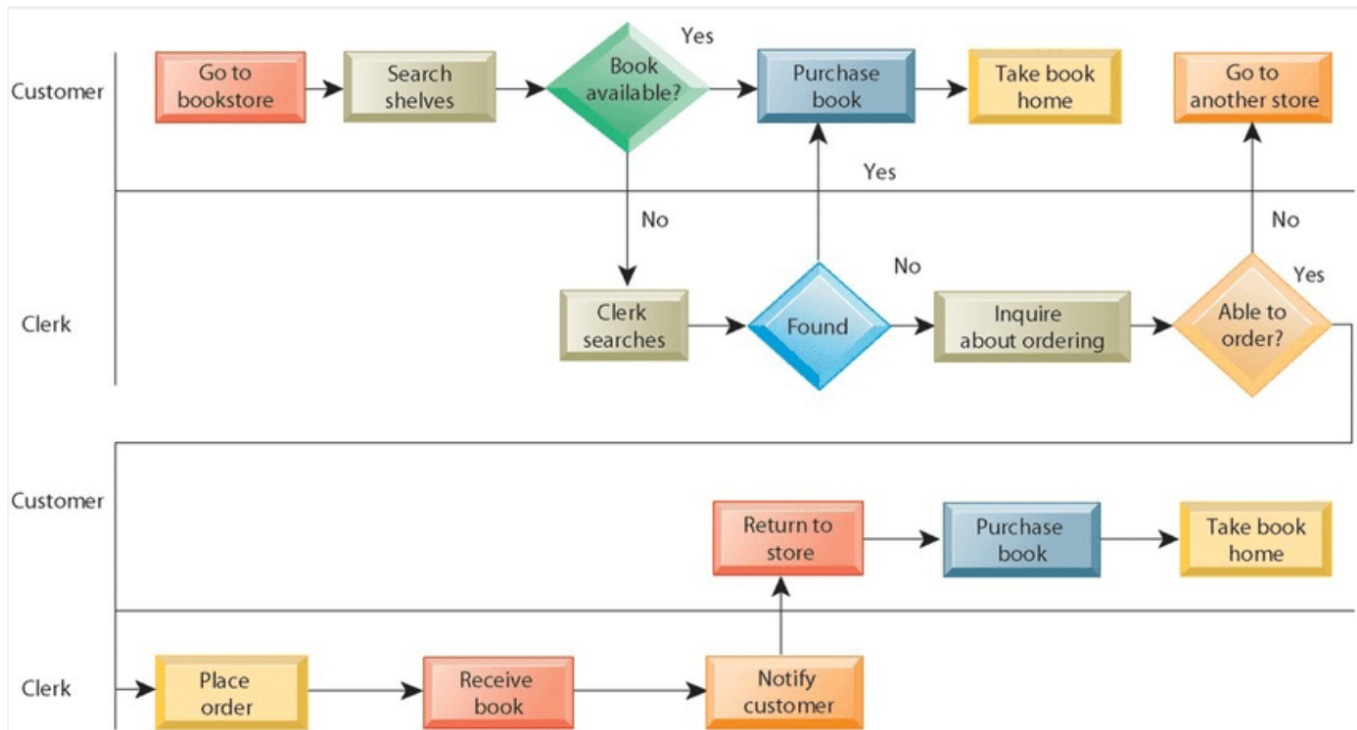 Customer
Go to
bookstore
Search
shelves
Book
available?
Yes
Purchase
book
Take book
home
Go to
another store
No
Yes
No
Clerk
Clerk
searches
Found
No
Inquire
about ordering
Able to
order?
Yes
Customer
Return to
store
Purchase
book
Take book
home
Clerk
Place
order
Receive
book
Notify
customer